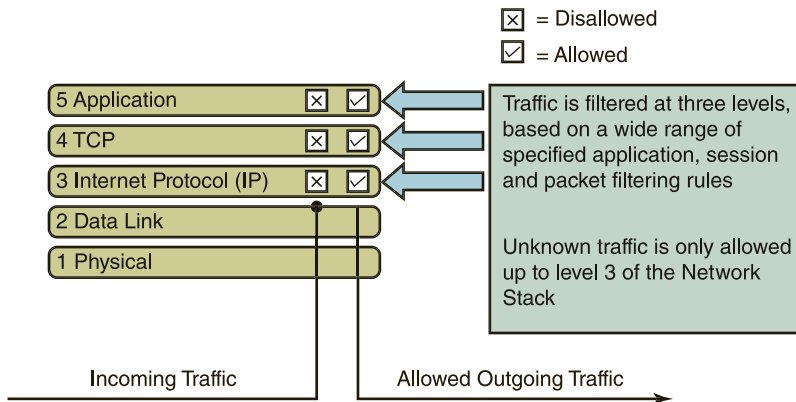 = Disallowed
= Allowed
5 Application
4 TCP
3 Internet Protocol (IP)
2 Data Link
1 Physical
Traffic is filtered at three levels,
based on a wide range of
specified application, session
and packet filtering rules
Unknown traffic is only allowed
up to level 3 of the Network
Stack
Incoming Traffic
Allowed Outgoing Traffic